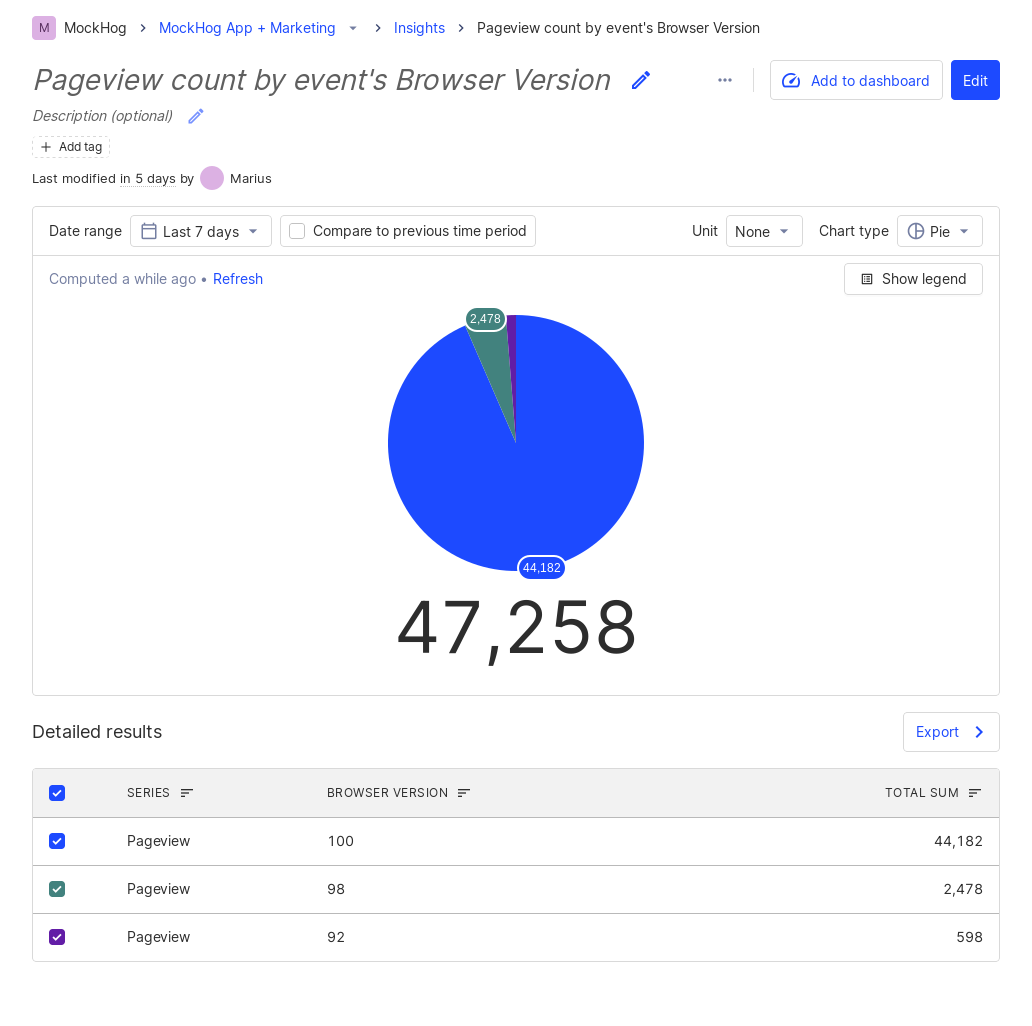 M MockHog MockHog App + Marketing Insights Pageview count by event's Browser Version
Pageview count by event's Browser Version
Add to dashboard
Edit
Description (optional)
Add tag
Last modified in 5 days by Marius
Date range Last 7 days Compare to previous time period Unit None Chart type Pie
Computed a while ago • Refresh
Show legend
2,478
44,182
47,258
Detailed results
Export
SERIES BROWSER VERSION TOTAL SUM
Pageview 100 44,182
Pageview 98 2,478
Pageview 92 598